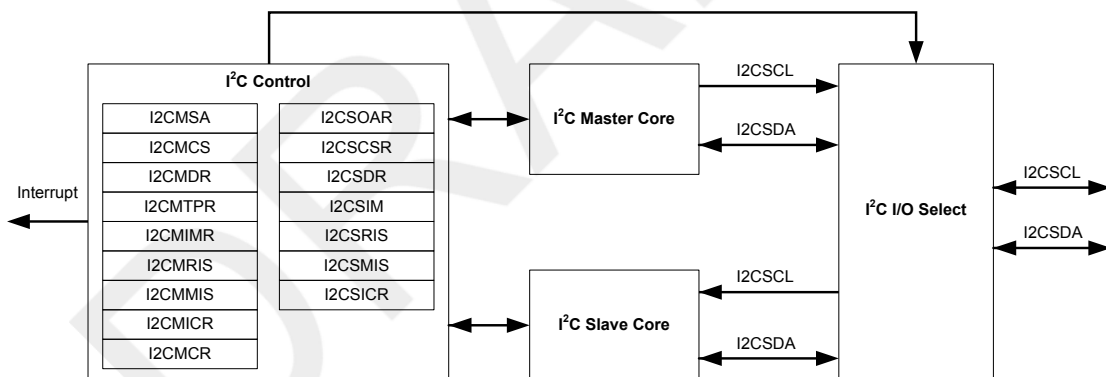 I²C Control
I2CMSA
I2CMCS
I2CMDR
I2CMTPR
I2CMIMR
I2CMRIS
I2CMMIS
I2CMICR
I2CMCR
I2CSOAR
I2CSCSR
I2CSDR
I2CSIM
I2CSRIS
I2CSMIS
I2CSICR
Interrupt
I²C Master Core
I2CSCL
I2CSDA
I²C Slave Core
I2CSCL
I2CSDA
I²C I/O Select
I2CSCL
I2CSDA
DRA